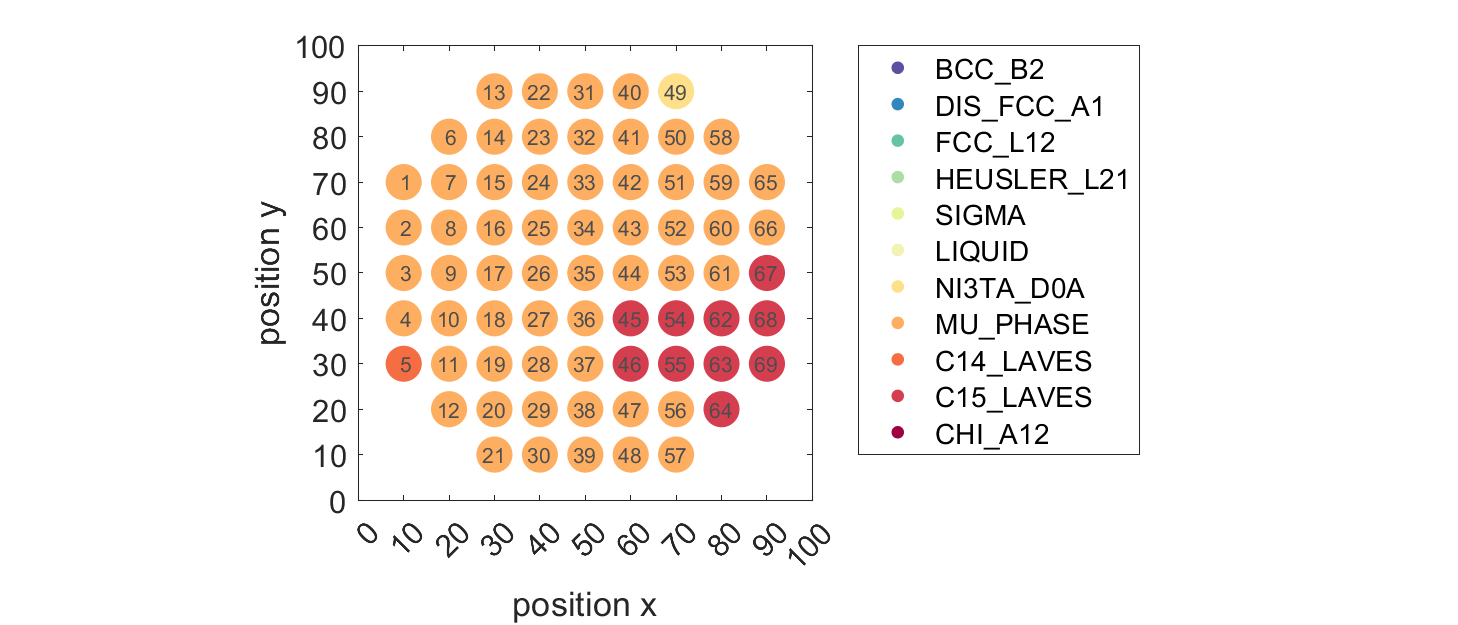 100
90 13 22 31 40 49
80 6 14 23 32 41 50 58
70 1 7 15 24 33 42 51 59 65
60 2 8 16 25 34 43 52 60 66
50 3 9 17 26 35 44 53 61 67
40 4 10 18 27 36 45 54 62 68
30 5 11 19 28 37 46 55 63 69
20 12 20 29 38 47 56 64
10 21 30 39 48 57
0
0 10 20 30 40 50 60 70 80 90 100
position x
position y
BCC_B2
DIS_FCC_A1
FCC_L12
HEUSLER_L21
SIGMA
LIQUID
NI3TA_D0A
MU_PHASE
C14_LAVES
C15_LAVES
CHI_A12